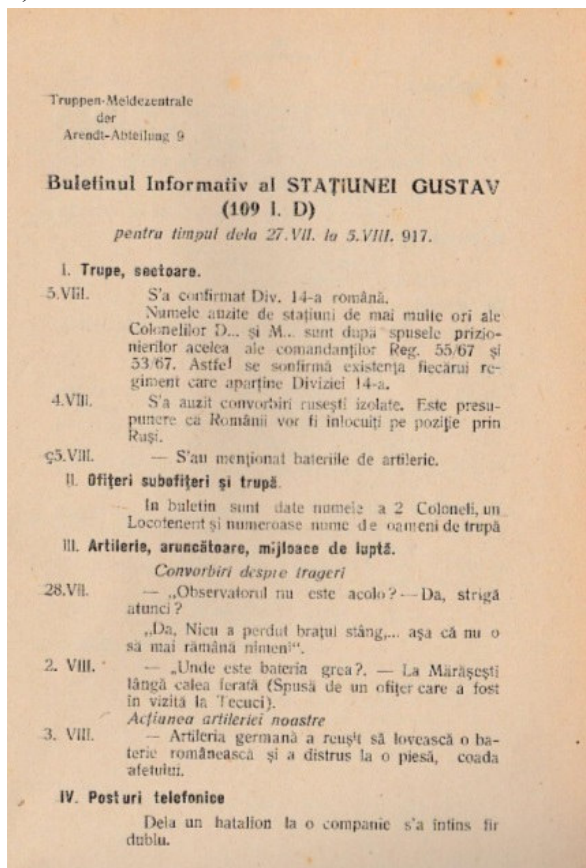 Truppen-Meldezentrale
der
Arendt-Abteilung 9
Buletinul Informativ al STAȚIUNEI GUSTAV
(109 I. D)
pentru timpul dela 27.VII. la 5.VIII. 917.
I. Trupe, sectoare.
5.VIII. S'a confirmat Div. 14-a română.
Numele auzite de stațiuni de mai multe ori ale
Colonelilor D... și M... sunt după spusele prizio-
nierilor acelea ale comandanților Reg. 55/67 și
53/67. Astfel se sonfirmă existența fiecărui re-
giment care aparține Diviziei 14-a.
4.VIII. S'a auzit convorbiri rusești izolate. Este presu-
punere că Românii vor fi inlocuiți pe poziție prin
Ruși.
ç5.VIII. — S'au menționat bateriile de artilerie.
II. Ofițeri subofițeri și trupă.
In buletin sunt date numele a 2 Coloneli, un
Locotenent și numeroase nume de oameni de trupă
III. Artilerie, aruncătoare, mijloace de luptă.
Convorbiri despre trageri
28.VII. — „Observatorul nu este acolo? — Da, strigă
atunci?
„Da, Nicu a perdut brațul stâng,... așa că nu o
să mai rămână nimeni“.
2. VIII. — „Unde este bateria grea?. — La Mărășești
lângă calea ferată (Spusă de un ofițer care a fost
în vizită la Tecuci).
Acțiunea artileriei noastre
3. VIII. — Artileria germană a reușit să lovească o ba-
terie românească și a distrus la o piesă, coada
afetului.
IV. Posturi telefonice
Dela un batalion la o companie s'a întins fir
dublu.